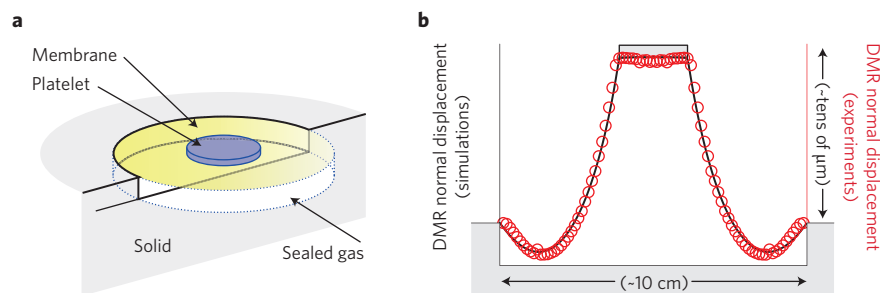 a
Membrane
Platelet
Solid
Sealed gas
b
DMR normal displacement
(simulations)
(~10 cm)
(~tens of μm)
DMR normal displacement
(experiments)